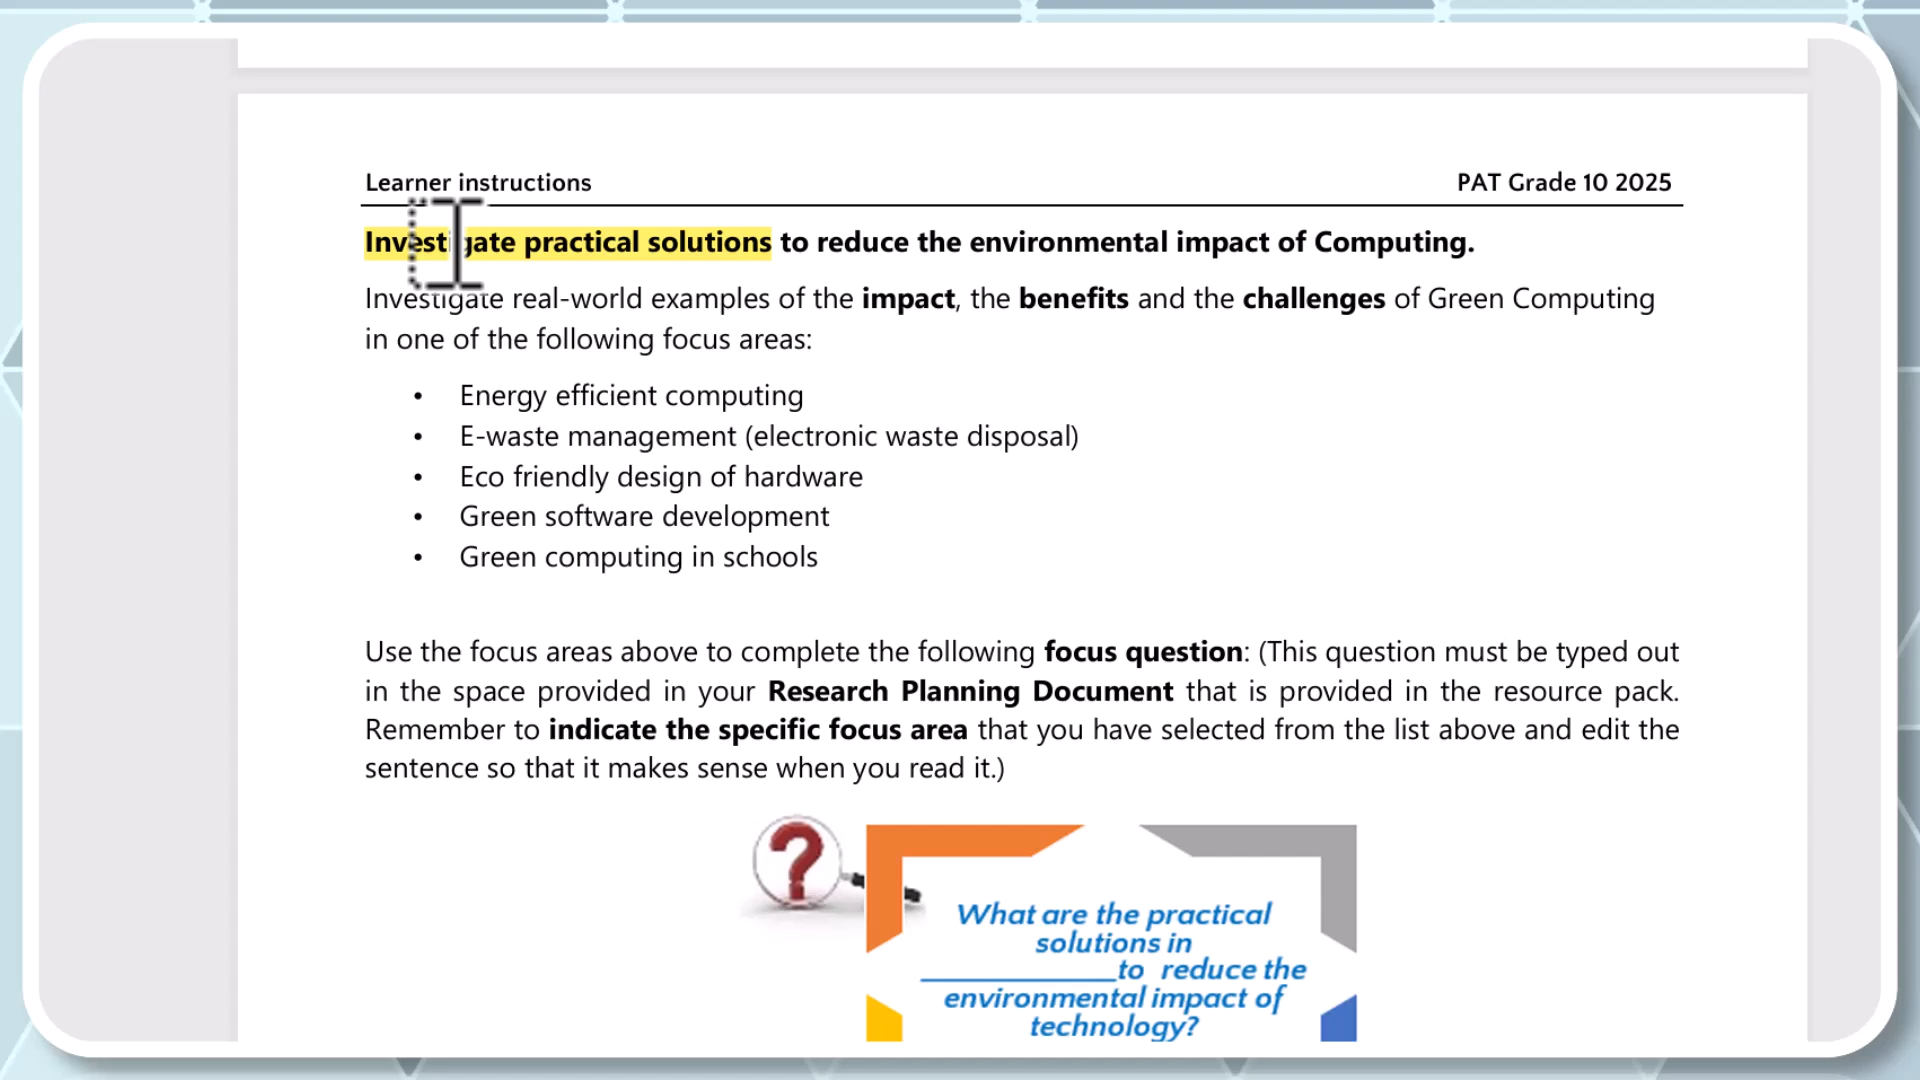 Learner instructions PAT Grade 10 2025
Investigate practical solutions to reduce the environmental impact of Computing.
Investigate real-world examples of the impact, the benefits and the challenges of Green Computing
in one of the following focus areas:
• Energy efficient computing
• E-waste management (electronic waste disposal)
• Eco friendly design of hardware
• Green software development
• Green computing in schools
Use the focus areas above to complete the following focus question: (This question must be typed out
in the space provided in your Research Planning Document that is provided in the resource pack.
Remember to indicate the specific focus area that you have selected from the list above and edit the
sentence so that it makes sense when you read it.)
?
What are the practical
solutions in
______________to reduce the
environmental impact of
technology?